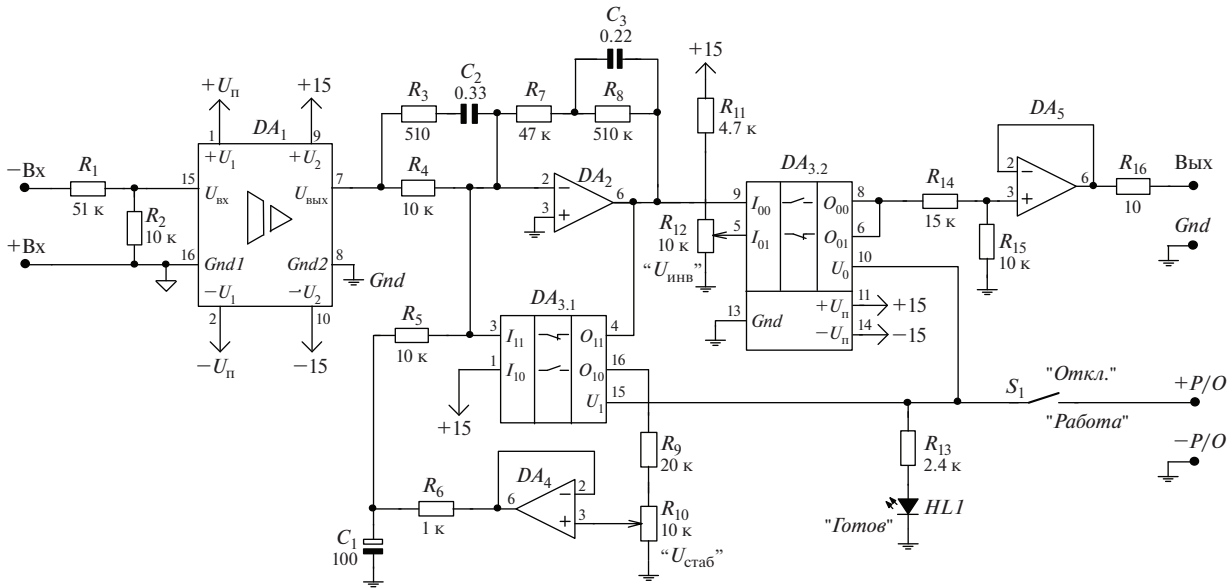 C3
0.22
+15
C2
0.33
R3
510
R7
47 к
R8
510 к
R11
4.7 к
+Uп
+15
1
9
DA1
+U1
+U2
−Вх
R1
51 к
15
Uвх
Uвых
7
R4
10 к
R2
10 к
+Вх
16
Gnd1
Gnd2
8
Gnd
−U1
−U2
2
10
−Uп
−15
2
3
DA2
6
R12
10 к
"Uинв"
DA3.2
9
I00
O00
8
5
I01
O01
6
U0
10
13
Gnd
+Uп
11
+15
−Uп
14
−15
R14
15 к
R15
10 к
DA5
2
3
6
R16
10
Вых
Gnd
R5
10 к
DA3.1
3
I11
O11
4
1
I10
O10
16
U1
15
+15
S1
"Откл."
"Работа"
+P/O
−P/O
R13
2.4 к
HL1
"Готов"
R9
20 к
R10
10 к
"Uстаб"
DA4
2
3
6
R6
1 к
C1
100